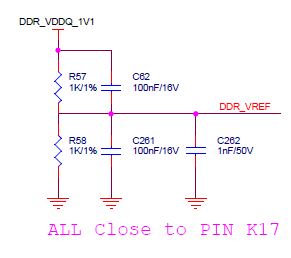 DDR_VDDQ_1V1
R57
1K/1%
C62
100nF/16V
DDR_VREF
R58
1K/1%
C261
100nF/16V
C262
1nF/50V
ALL Close to PIN K17